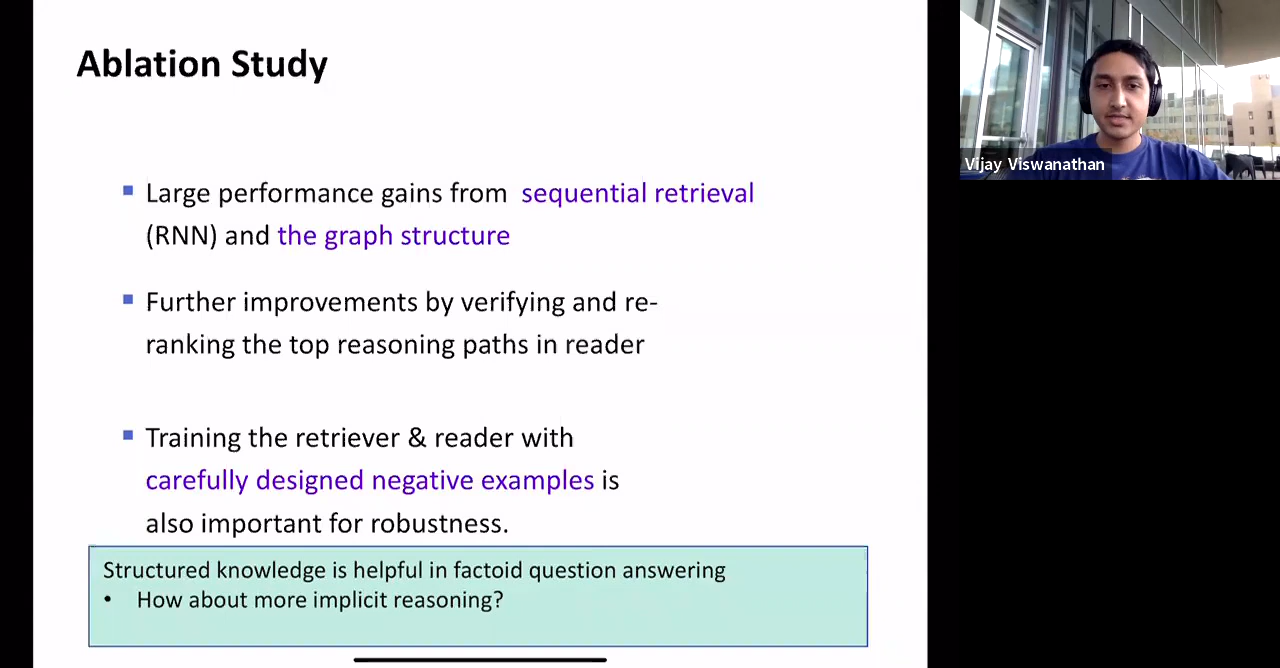 Ablation Study
Large performance gains from sequential retrieval
(RNN) and the graph structure
Further improvements by verifying and re-
ranking the top reasoning paths in reader
Training the retriever & reader with
carefully designed negative examples is
also important for robustness.
Structured knowledge is helpful in factoid question answering
• How about more implicit reasoning?
Vijay Viswanathan